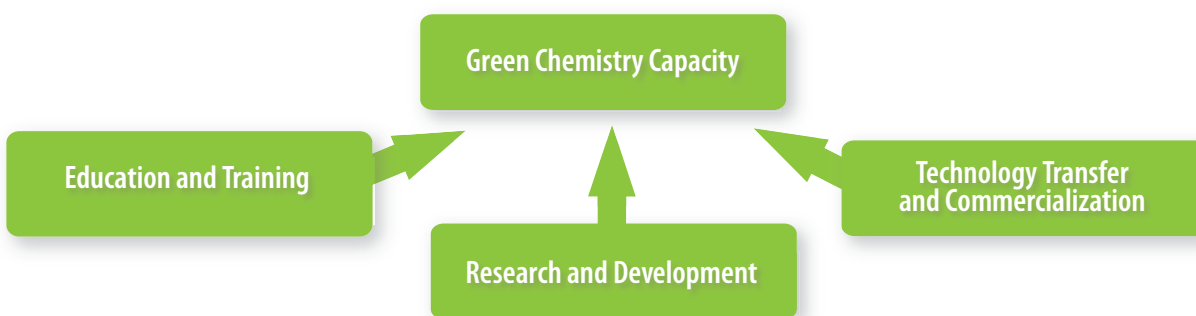 Green Chemistry Capacity
Education and Training
Technology Transfer
and Commercialization
Research and Development